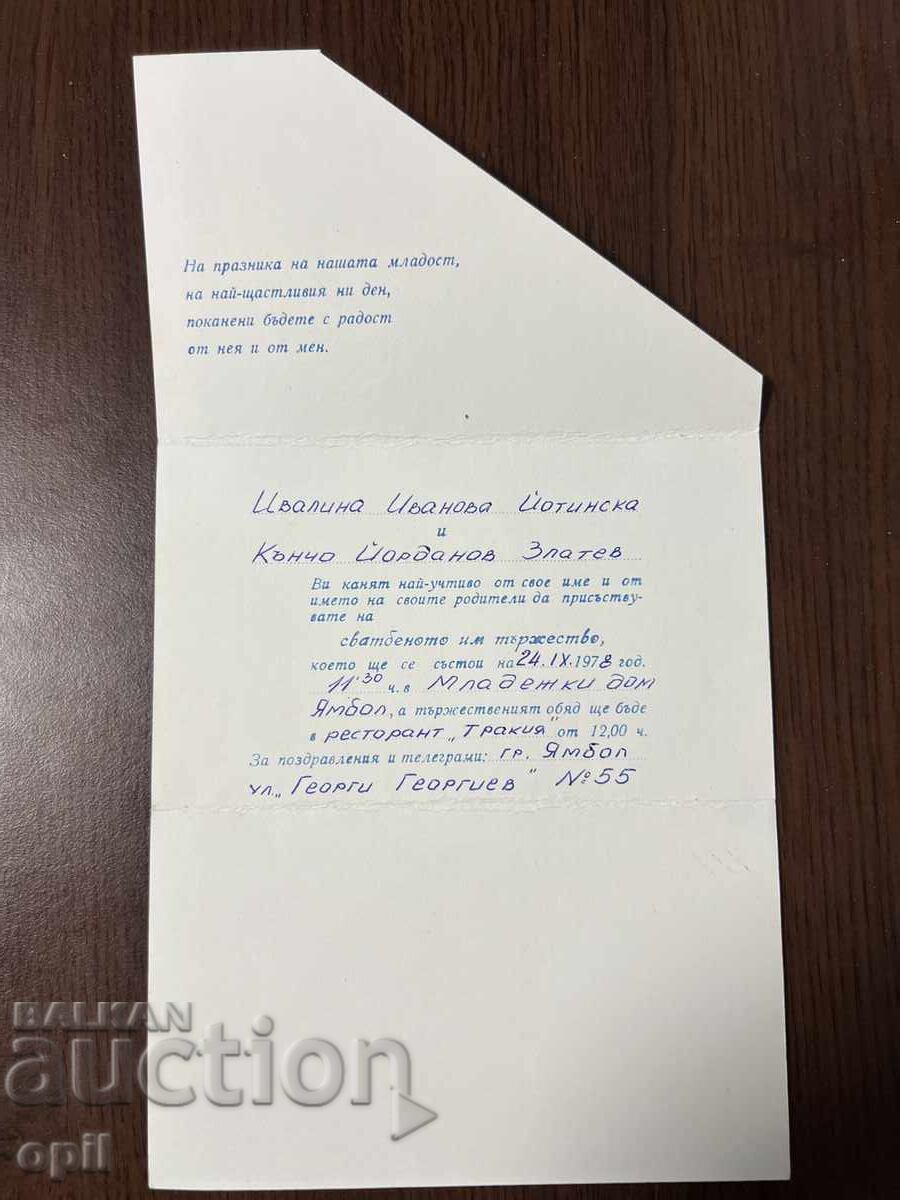 На празника на нашата младост,
на най-щастливия ни ден,
поканени бъдете с радост
от нея и от мен.
Ивалина Иванова Йотинска
и
Кънчо Йорданов Златев
Ви канят най-учтиво от свое име и от
името на своите родители да присъству-
вате на
сватбеното им тържество,
което ще се състои на 24.IX.1978 год.
11³⁰ ч. в Младежки дом
Ямбол, а тържественият обяд ще бъде
в ресторант „Тракия" от 12,00 ч.
За поздравления и телеграми: гр. Ямбол
ул. „Георги Георгиев" №55
BALKAN
auction
opil